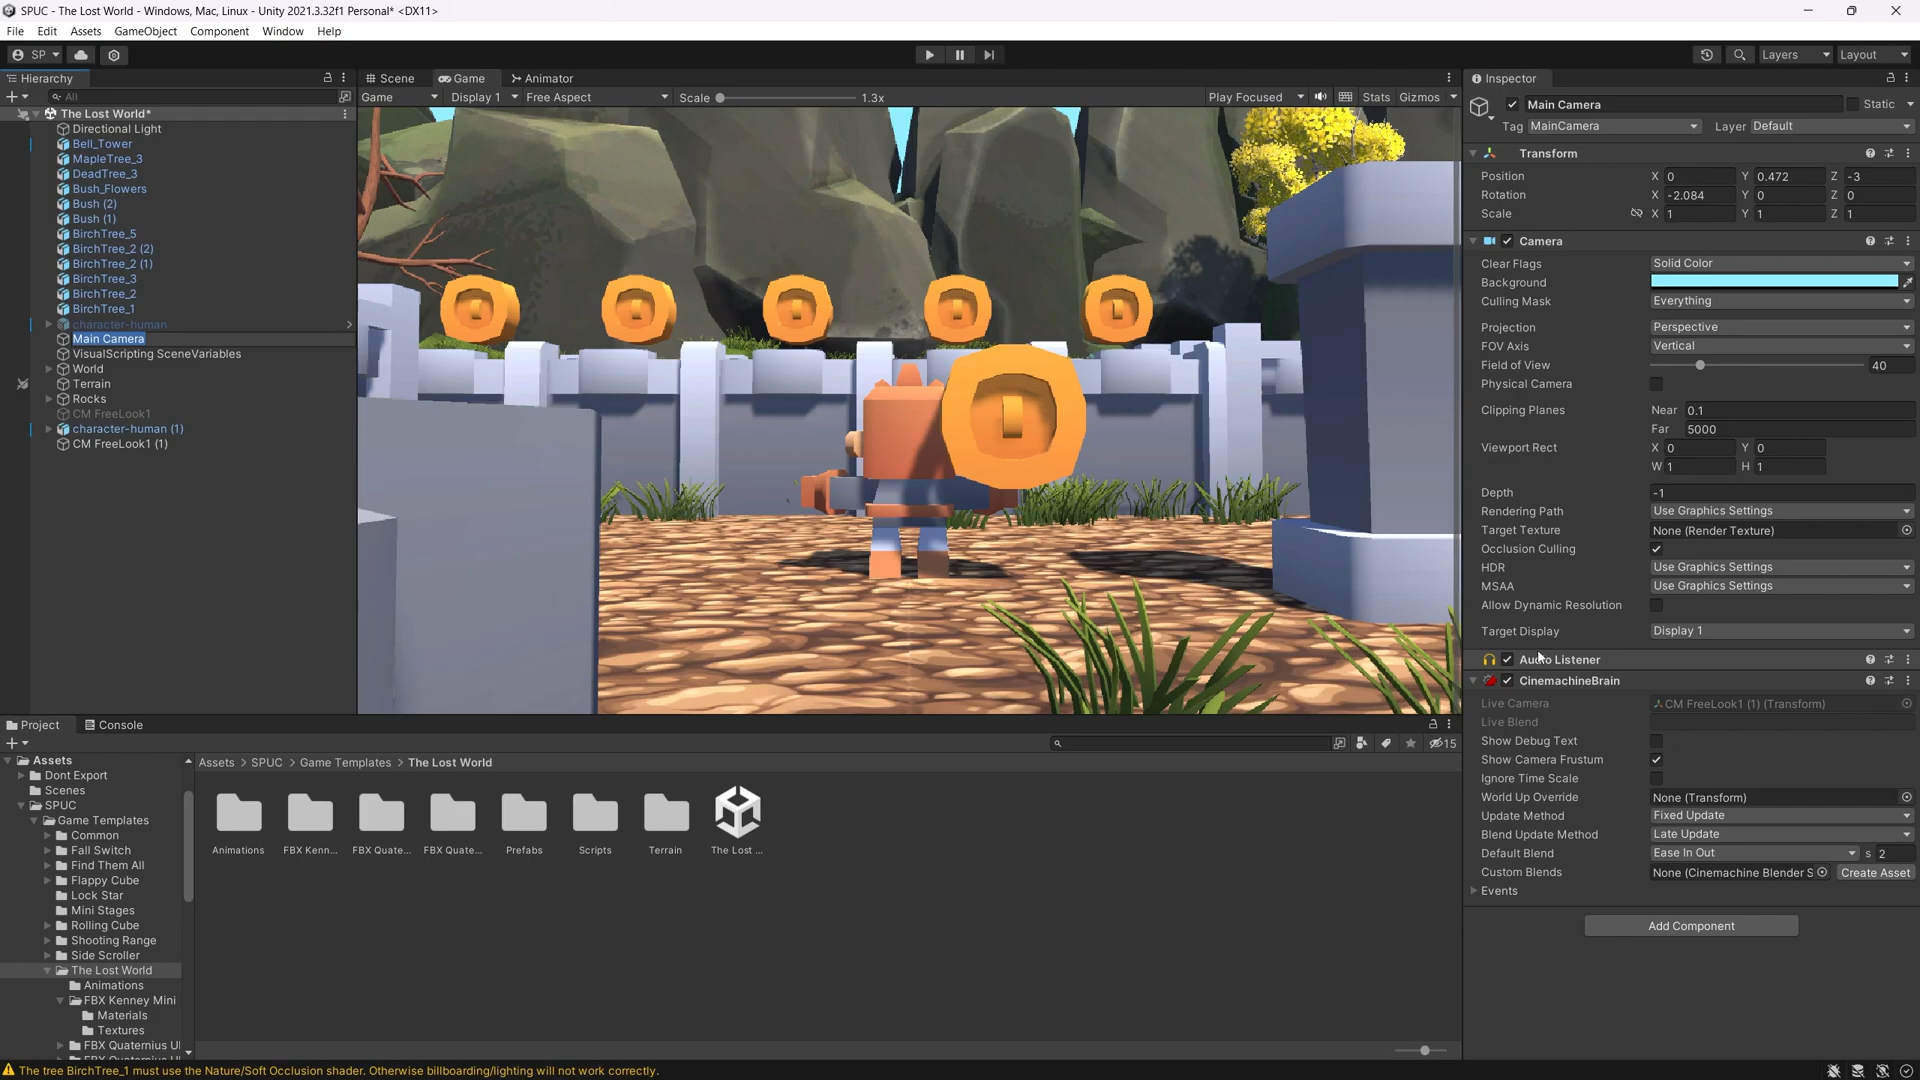 SPUC - The Lost World - Windows, Mac, Linux - Unity 2021.3.32f1 Personal* <DX11>
File Edit Assets GameObject Component Window Help
SP
Layers Layout
Hierarchy
All
The Lost World*
Directional Light
Bell_Tower
MapleTree_3
DeadTree_3
Bush_Flowers
Bush (2)
Bush (1)
BirchTree_5
BirchTree_2 (2)
BirchTree_2 (1)
BirchTree_3
BirchTree_2
BirchTree_1
character-human
Main Camera
VisualScripting SceneVariables
World
Terrain
Rocks
CM FreeLook1
character-human (1)
CM FreeLook1 (1)
Scene Game Animator
Game Display 1 Free Aspect Scale 1.3x Play Focused Stats Gizmos
Inspector
Main Camera Static
Tag MainCamera Layer Default
Transform
Position X 0 Y 0.472 Z -3
Rotation X -2.084 Y 0 Z 0
Scale X 1 Y 1 Z 1
Camera
Clear Flags Solid Color
Background
Culling Mask Everything
Projection Perspective
FOV Axis Vertical
Field of View 40
Physical Camera
Clipping Planes Near 0.1
Far 5000
Viewport Rect X 0 Y 0
W 1 H 1
Depth -1
Rendering Path Use Graphics Settings
Target Texture None (Render Texture)
Occlusion Culling
HDR Use Graphics Settings
MSAA Use Graphics Settings
Allow Dynamic Resolution
Target Display Display 1
Audio Listener
CinemachineBrain
Live Camera CM FreeLook1 (1) (Transform)
Live Blend
Show Debug Text
Show Camera Frustum
Ignore Time Scale
World Up Override None (Transform)
Update Method Fixed Update
Blend Update Method Late Update
Default Blend Ease In Out s 2
Custom Blends None (Cinemachine Blender S Create Asset
Events
Add Component
Project Console
15
Assets
Dont Export
Scenes
SPUC
Game Templates
Common
Fall Switch
Find Them All
Flappy Cube
Lock Star
Mini Stages
Rolling Cube
Shooting Range
Side Scroller
The Lost World
Animations
FBX Kenney Mini
Materials
Textures
FBX Quaternius Ul
Assets > SPUC > Game Templates > The Lost World
Animations FBX Kenn... FBX Quate... FBX Quate... Prefabs Scripts Terrain The Lost ...
The tree BirchTree_1 must use the Nature/Soft Occlusion shader. Otherwise billboarding/lighting will not work correctly.